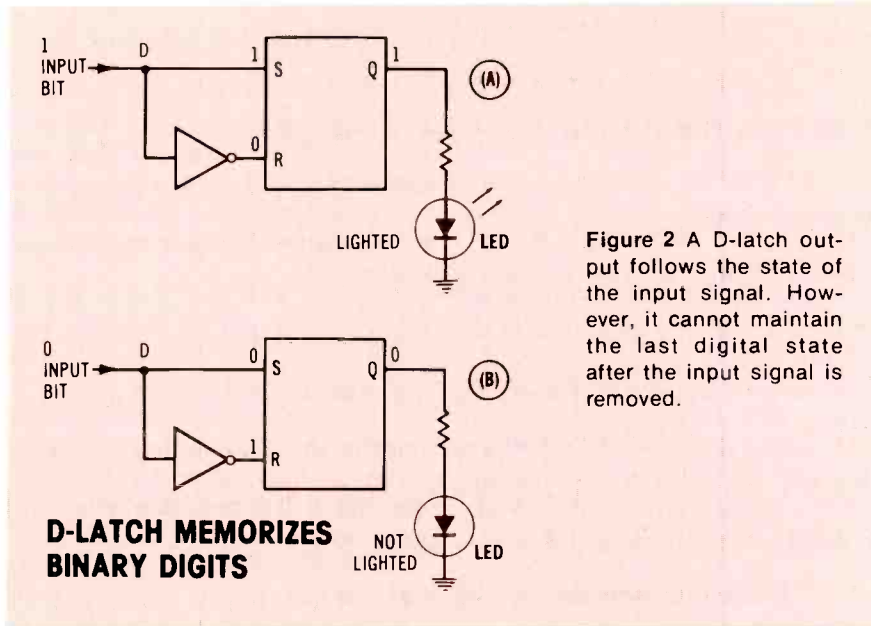 1 D
INPUT
BIT
1 S Q 1
(A)
0 R
LIGHTED LED
Figure 2 A D-latch out-
put follows the state of
the input signal. How-
ever, it cannot maintain
the last digital state
after the input signal is
removed.
0 D
INPUT
BIT
0 S Q 0
(B)
1 R
D-LATCH MEMORIZES
BINARY DIGITS
NOT
LIGHTED LED